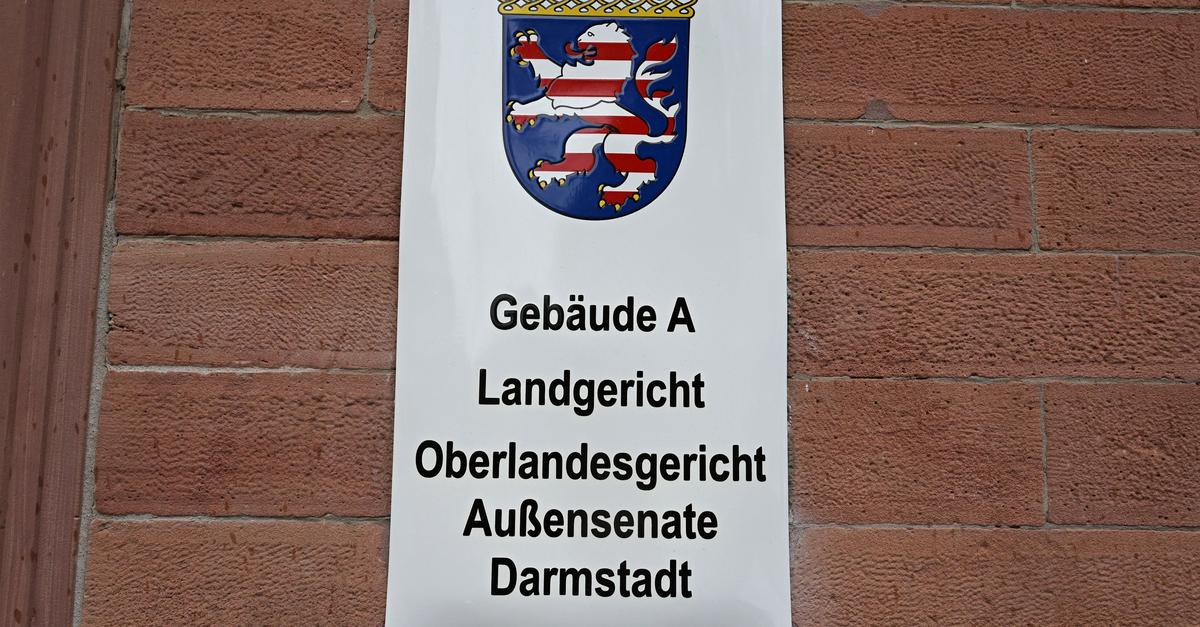 Gebäude A
Landgericht
Oberlandesgericht
Außensenate
Darmstadt